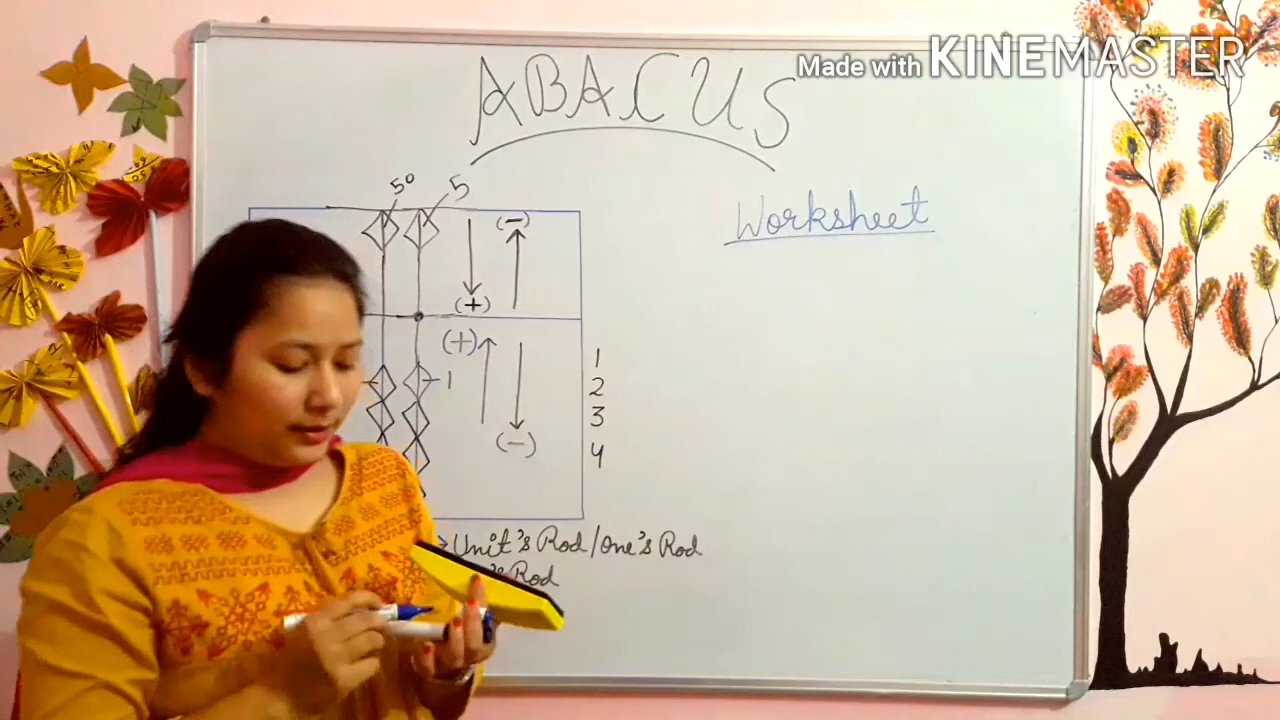 Made with KINEMASTER
ABACUS
Worksheet
50 5
(-)
(+)
(+)
1
1
2
3
(-)
4
Unit's Rod/One's Rod
Rod